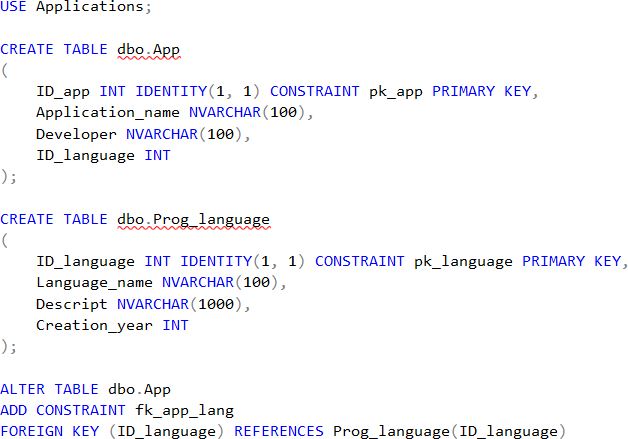 USE Applications;
CREATE TABLE dbo.App
(
ID_app INT IDENTITY(1, 1) CONSTRAINT pk_app PRIMARY KEY,
Application_name NVARCHAR(100),
Developer NVARCHAR(100),
ID_language INT
);
CREATE TABLE dbo.Prog_language
(
ID_language INT IDENTITY(1, 1) CONSTRAINT pk_language PRIMARY KEY,
Language_name NVARCHAR(100),
Descript NVARCHAR(1000),
Creation_year INT
);
ALTER TABLE dbo.App
ADD CONSTRAINT fk_app_lang
FOREIGN KEY (ID_language) REFERENCES Prog_language(ID_language)